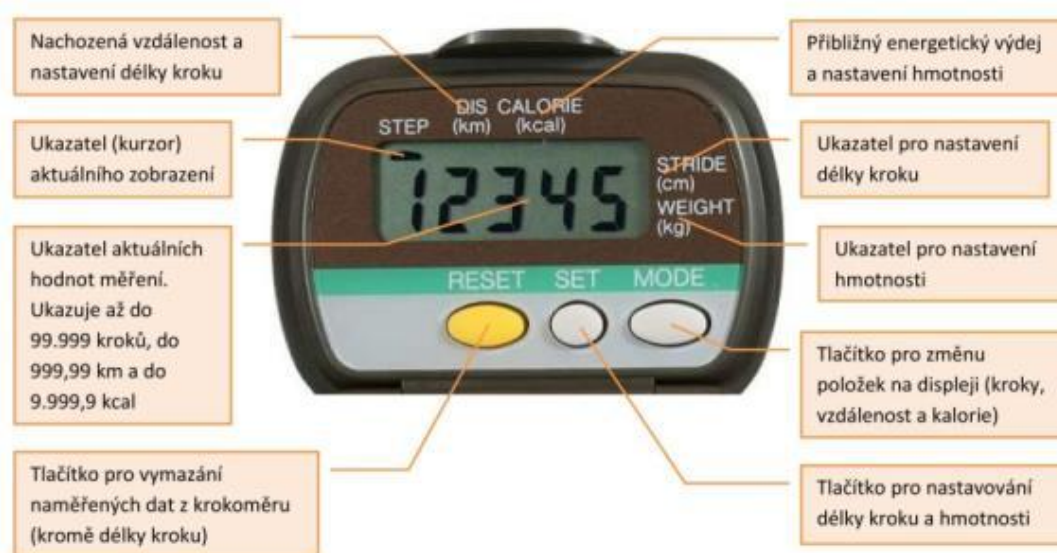 Nachozená vzdálenost a
nastavení délky kroku
Ukazatel (kurzor)
aktuálního zobrazení
Ukazatel aktuálních
hodnot měření.
Ukazuje až do
99.999 kroků, do
999,99 km a do
9.999,9 kcal
Tlačítko pro vymazání
naměřených dat z krokoměru
(kromě délky kroku)
STEP
DIS
(km)
CALORIE
(kcal)
12345
STRIDE
(cm)
WEIGHT
(kg)
RESET
SET
MODE
Přibližný energetický výdej
a nastavení hmotnosti
Ukazatel pro nastavení
délky kroku
Ukazatel pro nastavení
hmotnosti
Tlačítko pro změnu
položek na displeji (kroky,
vzdálenost a kalorie)
Tlačítko pro nastavování
délky kroku a hmotnosti